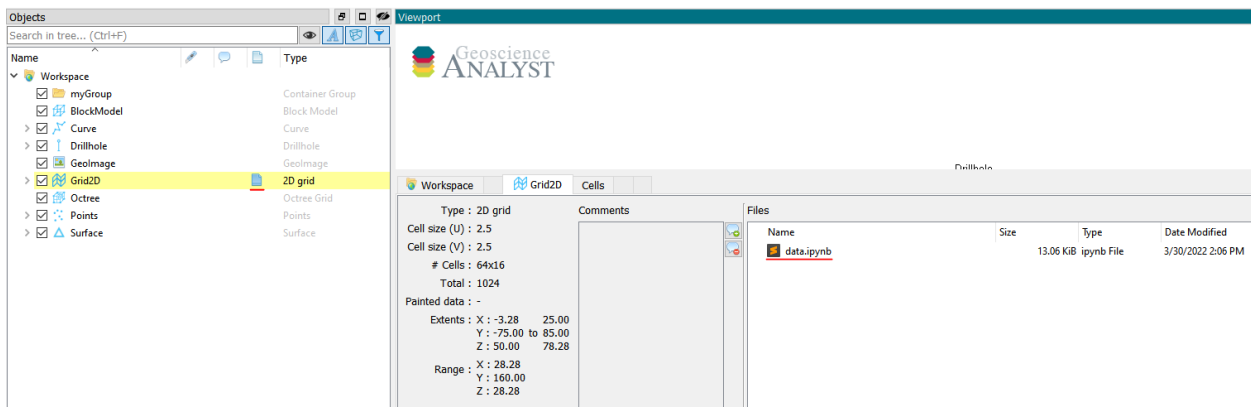 Objects
Search in tree... (Ctrl+F)
Name Type
Workspace
myGroup Container Group
BlockModel Block Model
Curve Curve
Drillhole Drillhole
GeoImage GeoImage
Grid2D 2D grid
Octree Octree Grid
Points Points
Surface Surface
Viewport
Geoscience
ANALYST
Drillhole
Workspace Grid2D Cells
Type : 2D grid
Cell size (U) : 2.5
Cell size (V) : 2.5
# Cells : 64x16
Total : 1024
Painted data : -
Extents : X : -3.28 25.00
Y : -75.00 to 85.00
Z : 50.00 78.28
Range : X : 28.28
Y : 160.00
Z : 28.28
Comments
Files
Name Size Type Date Modified
data.ipynb 13.06 KiB ipynb File 3/30/2022 2:06 PM